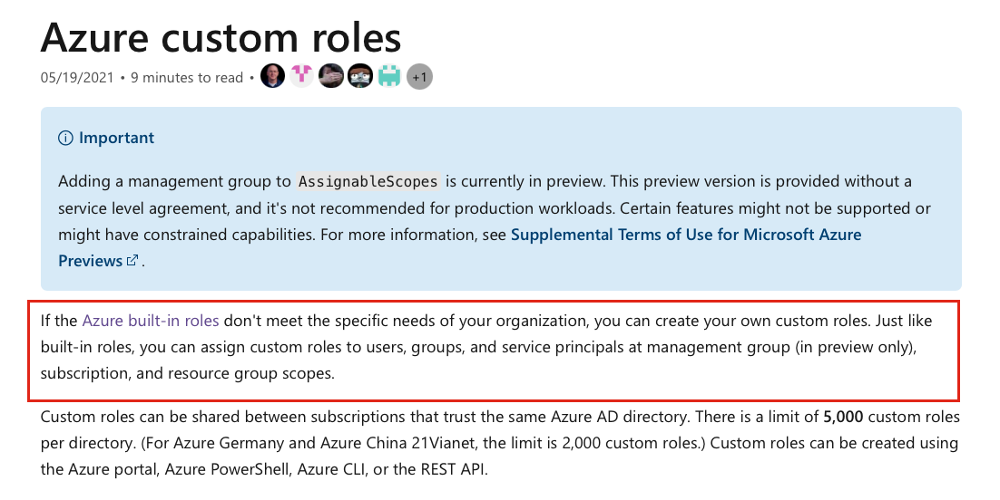 Azure custom roles
05/19/2021 • 9 minutes to read •
+1
Important
Adding a management group to AssignableScopes is currently in preview. This preview version is provided without a
service level agreement, and it's not recommended for production workloads. Certain features might not be supported or
might have constrained capabilities. For more information, see Supplemental Terms of Use for Microsoft Azure
Previews .
If the Azure built-in roles don't meet the specific needs of your organization, you can create your own custom roles. Just like
built-in roles, you can assign custom roles to users, groups, and service principals at management group (in preview only),
subscription, and resource group scopes.
Custom roles can be shared between subscriptions that trust the same Azure AD directory. There is a limit of 5,000 custom roles
per directory. (For Azure Germany and Azure China 21Vianet, the limit is 2,000 custom roles.) Custom roles can be created using
the Azure portal, Azure PowerShell, Azure CLI, or the REST API.